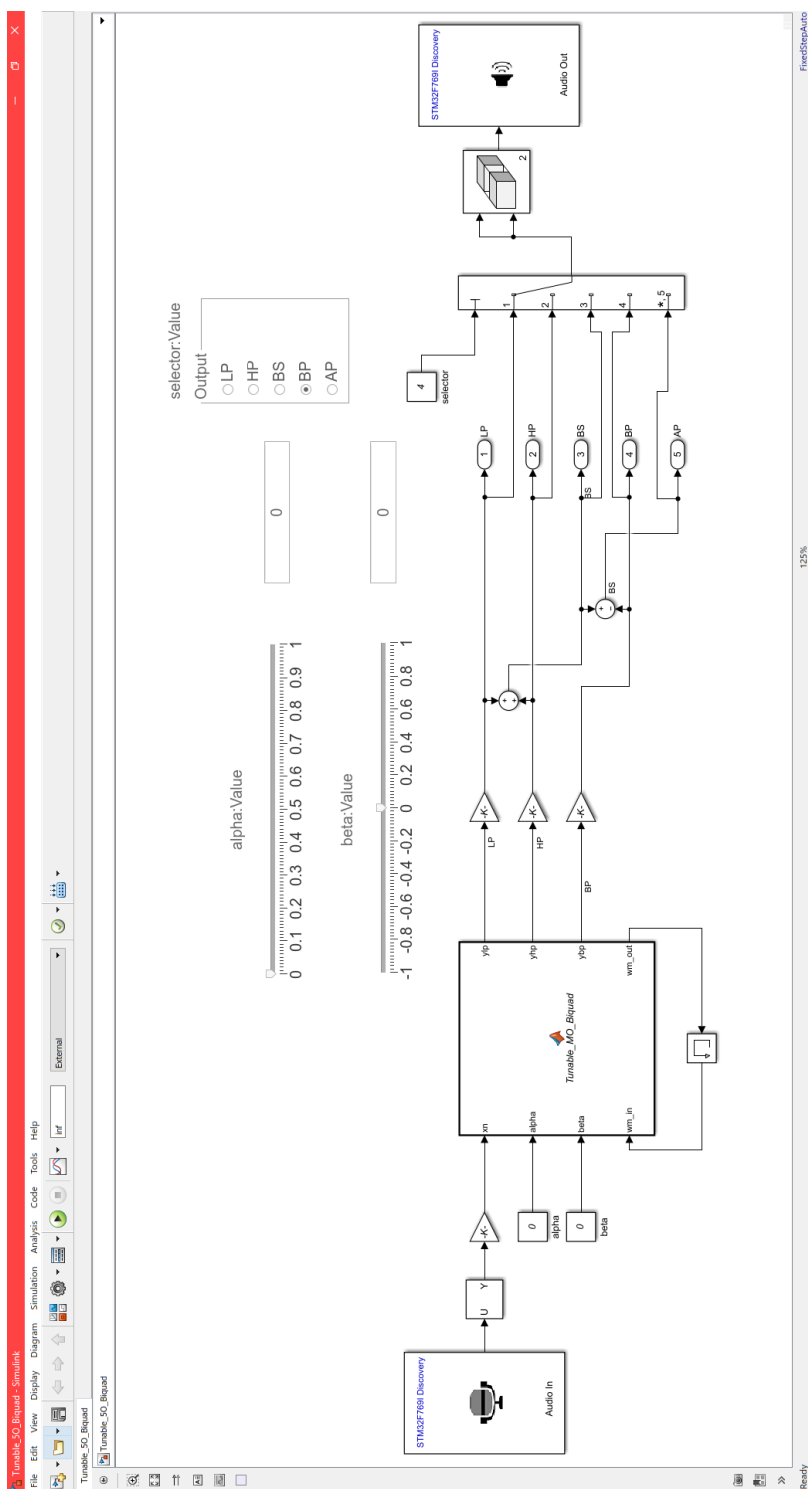 Tunable_5O_Biquad - Simulink
File Edit View Display Diagram Simulation Analysis Code Tools Help
inf
External
Tunable_5O_Biquad
Tunable_5O_Biquad
alpha:Value
0 0.1 0.2 0.3 0.4 0.5 0.6 0.7 0.8 0.9 1
0
beta:Value
-1 -0.8 -0.6 -0.4 -0.2 0 0.2 0.4 0.6 0.8 1
0
selector:Value
Output
LP
HP
BS
BP
AP
4
selector
STM32F769I Discovery
Audio In
U Y
-K-
0
alpha
0
beta
xn
alpha
beta
wm_in
Tunable_MO_Biquad
ylp
yhp
ybp
wm_out
LP
HP
BP
-K-
-K-
-K-
+
+
+
−
BS
BS
1 LP
2 HP
3 BS
4 BP
5 AP
1
2
3
4
*, 5
2
STM32F769I Discovery
Audio Out
Ready
125%
FixedStepAuto